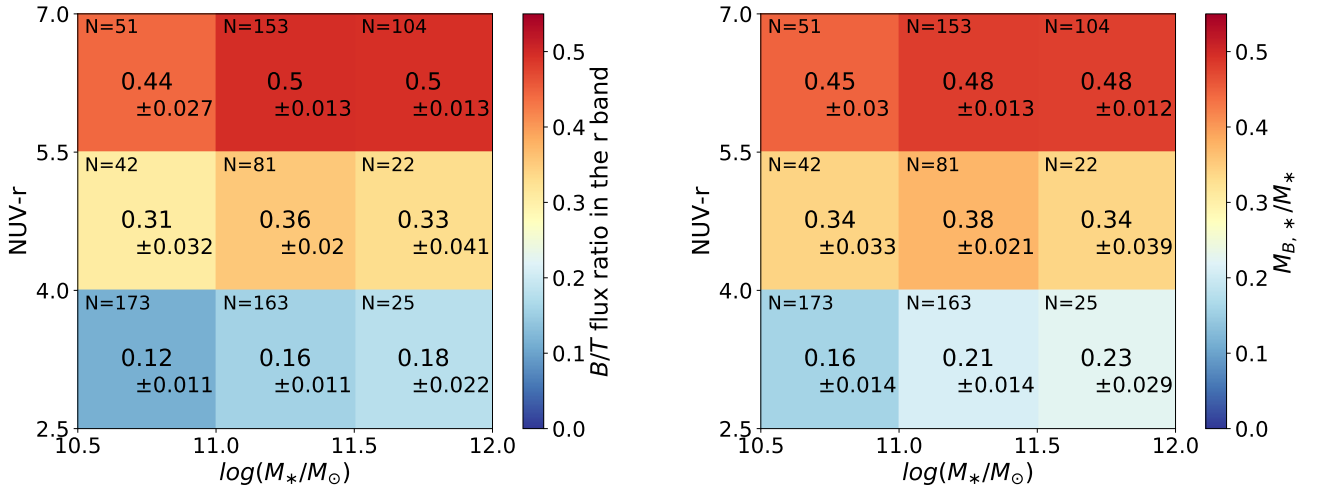 7.0
N=51
N=153
N=104
0.44
±0.027
0.5
±0.013
0.5
±0.013
5.5
N=42
N=81
N=22
0.31
±0.032
0.36
±0.02
0.33
±0.041
4.0
N=173
N=163
N=25
0.12
±0.011
0.16
±0.011
0.18
±0.022
2.5
10.5
11.0
11.5
12.0
NUV-r
log(M∗/M⊙)
0.5
0.4
0.3
0.2
0.1
0.0
B/T flux ratio in the r band
7.0
N=51
N=153
N=104
0.45
±0.03
0.48
±0.013
0.48
±0.012
5.5
N=42
N=81
N=22
0.34
±0.033
0.38
±0.021
0.34
±0.039
4.0
N=173
N=163
N=25
0.16
±0.014
0.21
±0.014
0.23
±0.029
2.5
10.5
11.0
11.5
12.0
NUV-r
log(M∗/M⊙)
0.5
0.4
0.3
0.2
0.1
0.0
M_B,∗/M∗